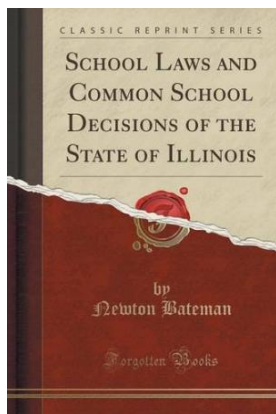 CLASSIC REPRINT SERIES
SCHOOL LAWS AND
COMMON SCHOOL
DECISIONS OF THE
STATE OF ILLINOIS
by
Newton Bateman
Forgotten Books